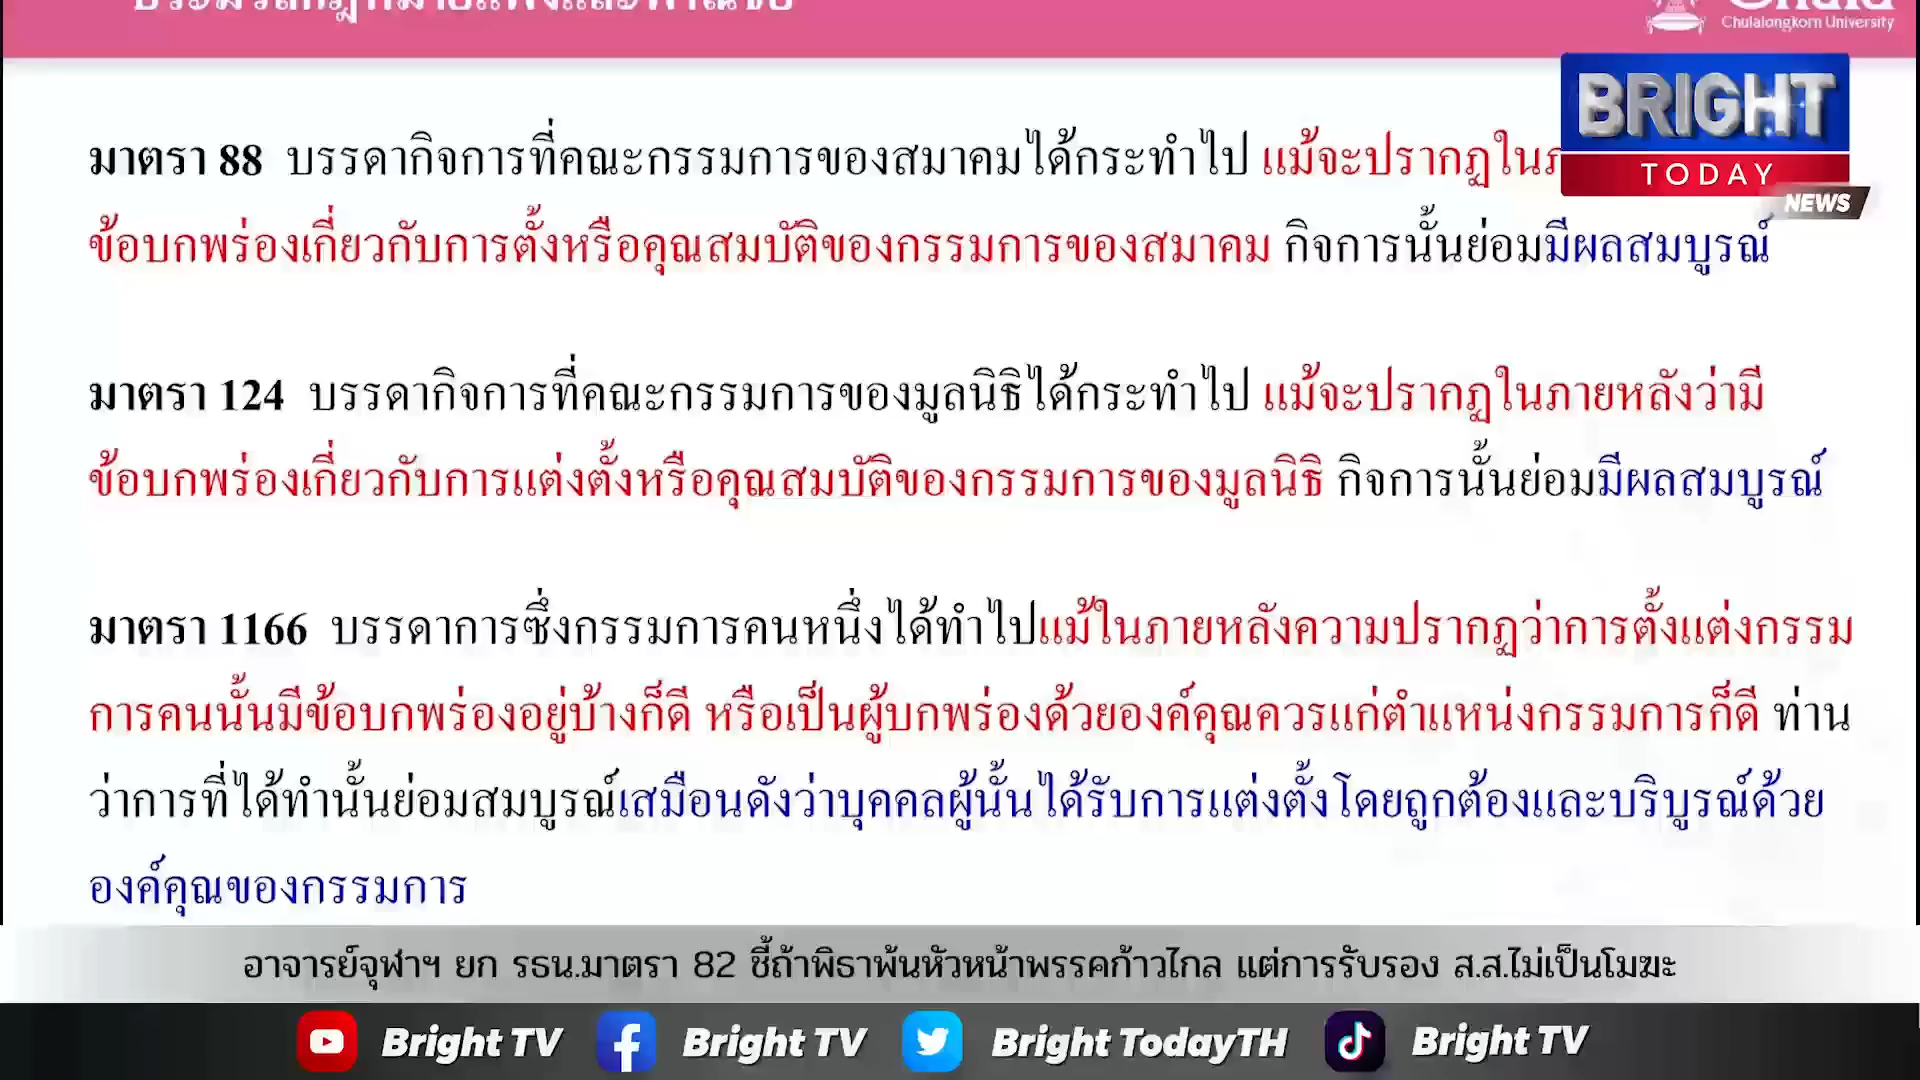 Chulalongkorn University
BRIGHT
TODAY
NEWS
มาตรา 88 บรรดากิจการที่คณะกรรมการของสมาคมได้กระทำไป แม้จะปรากฏใน
ข้อบกพร่องเกี่ยวกับการตั้งหรือคุณสมบัติของกรรมการของสมาคม กิจการนั้นย่อมมีผลสมบูรณ์
มาตรา 124 บรรดากิจการที่คณะกรรมการของมูลนิธิได้กระทำไป แม้จะปรากฏในภายหลังว่ามี
ข้อบกพร่องเกี่ยวกับการแต่งตั้งหรือคุณสมบัติของกรรมการของมูลนิธิ กิจการนั้นย่อมมีผลสมบูรณ์
มาตรา 1166 บรรดาการซึ่งกรรมการคนหนึ่งได้ทำไปแม้ในภายหลังความปรากฏว่าการตั้งแต่งกรรม
การคนนั้นมีข้อบกพร่องอยู่บ้างก็ดี หรือเป็นผู้บกพร่องด้วยองค์คุณควรแก่ตำแหน่งกรรมการก็ดี ท่าน
ว่าการที่ได้ทำนั้นย่อมสมบูรณ์เสมือนดังว่าบุคคลผู้นั้นได้รับการแต่งตั้งโดยถูกต้องและบริบูรณ์ด้วย
องค์คุณของกรรมการ
อาจารย์จุฬาฯ ยก รธน.มาตรา 82 ชี้ถ้าพิธาพ้นหัวหน้าพรรคก้าวไกล แต่การรับรอง ส.ส.ไม่เป็นโมฆะ
Bright TV Bright TV Bright TodayTH Bright TV